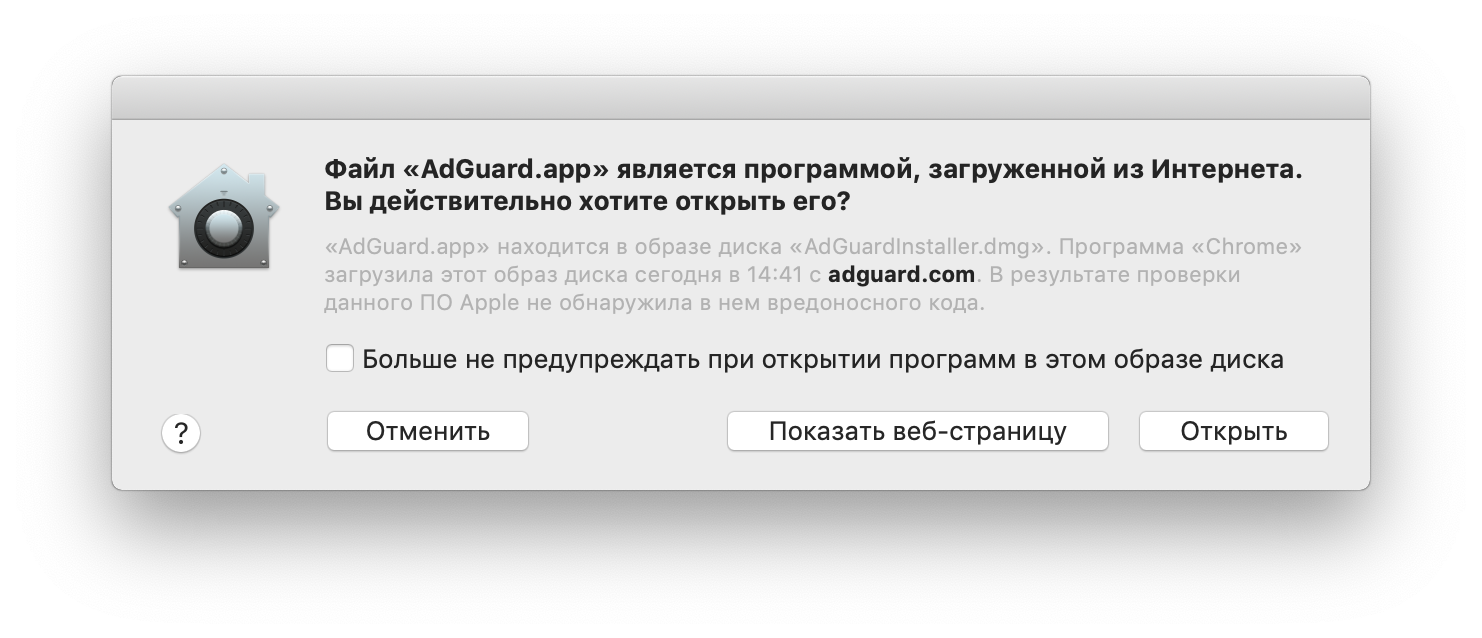 Файл «AdGuard.app» является программой, загруженной из Интернета.
Вы действительно хотите открыть его?
«AdGuard.app» находится в образе диска «AdGuardInstaller.dmg». Программа «Chrome»
загрузила этот образ диска сегодня в 14:41 с adguard.com. В результате проверки
данного ПО Apple не обнаружила в нем вредоносного кода.
Больше не предупреждать при открытии программ в этом образе диска
? Отменить Показать веб-страницу Открыть